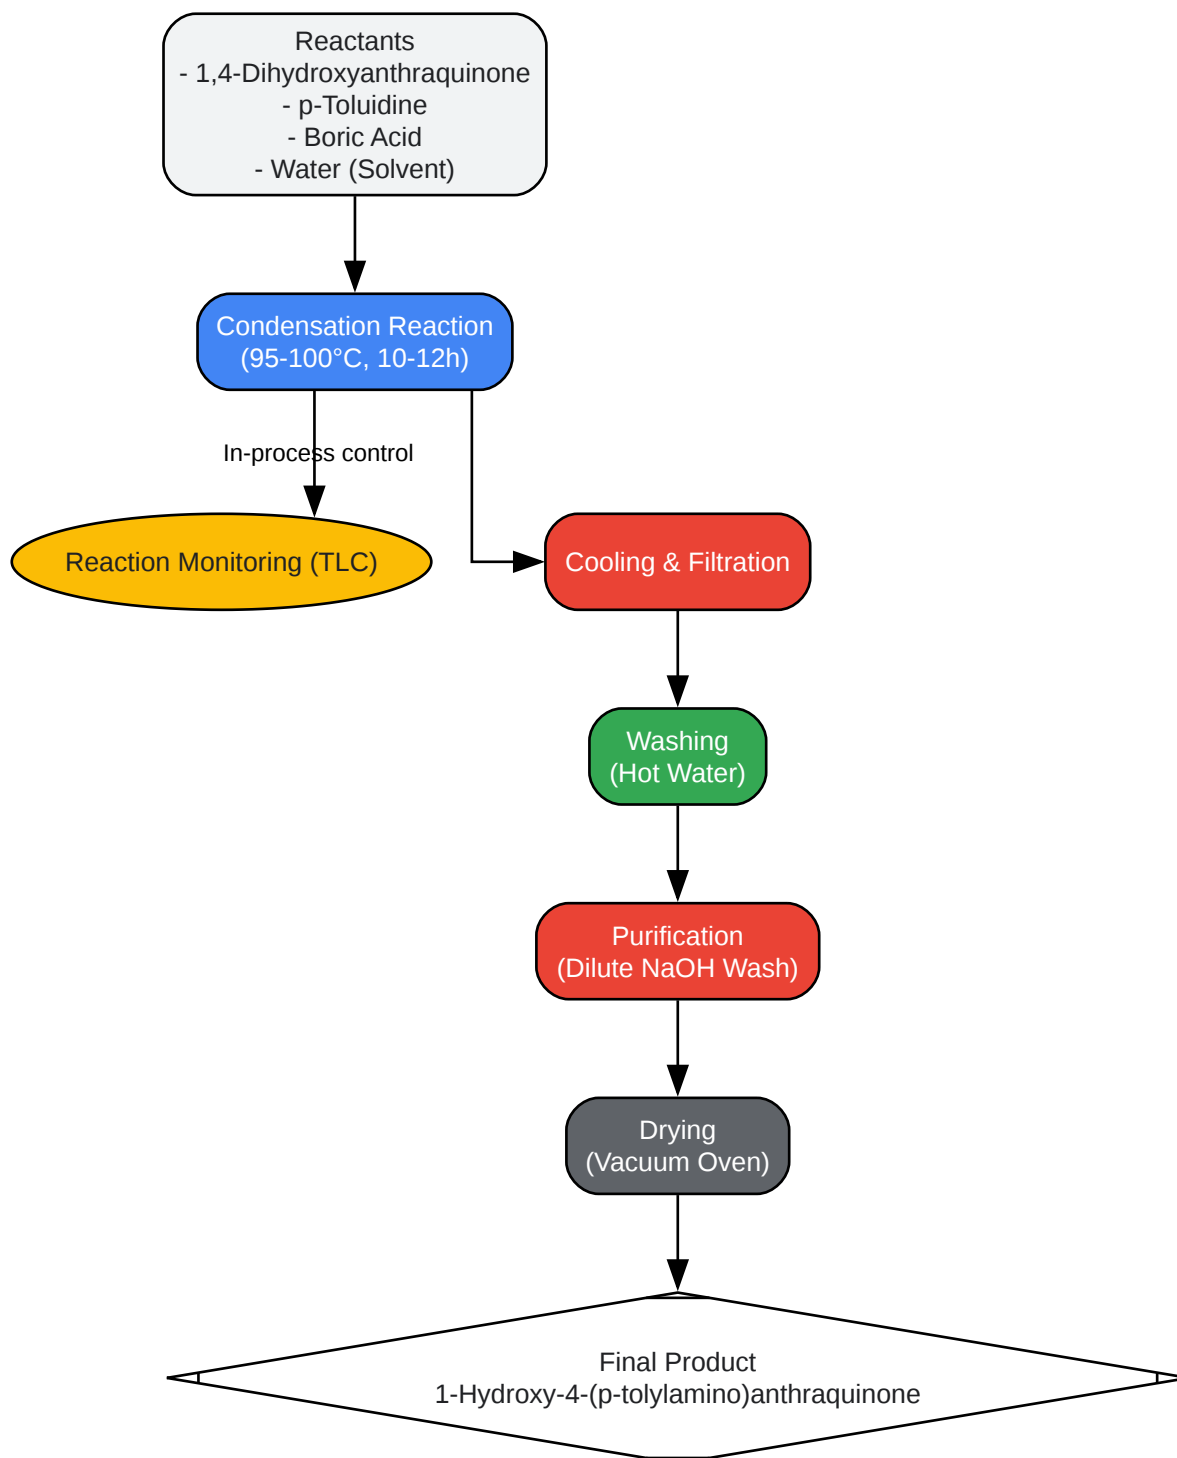 Reactants
- 1,4-Dihydroxyanthraquinone
- p-Toluidine
- Boric Acid
- Water (Solvent)
Condensation Reaction
(95-100°C, 10-12h)
In-process control
Reaction Monitoring (TLC)
Cooling & Filtration
Washing
(Hot Water)
Purification
(Dilute NaOH Wash)
Drying
(Vacuum Oven)
Final Product
1-Hydroxy-4-(p-tolylamino)anthraquinone